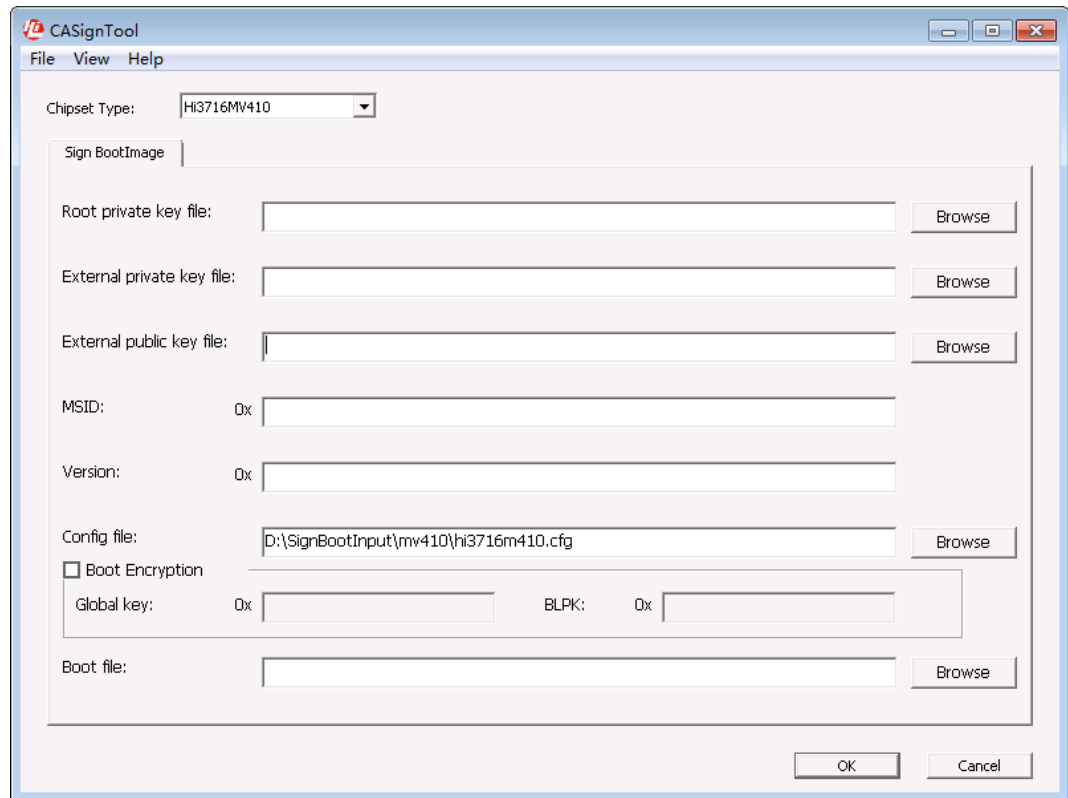 CASignTool
File View Help
Chipset Type: Hi3716MV410
Sign BootImage
Root private key file: Browse
External private key file: Browse
External public key file: Browse
MSID: 0x
Version: 0x
Config file: D:\SignBootInput\mv410\hi3716m410.cfg Browse
Boot Encryption
Global key: 0x BLPK: 0x
Boot file: Browse
OK Cancel